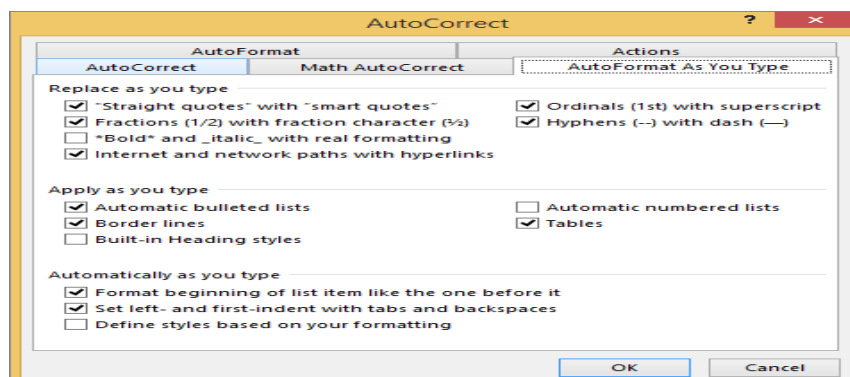 AutoCorrect ? ×
AutoFormat Actions
AutoCorrect Math AutoCorrect AutoFormat As You Type
Replace as you type
"Straight quotes" with “smart quotes” Ordinals (1st) with superscript
Fractions (1/2) with fraction character (½) Hyphens (--) with dash (—)
*Bold* and _italic_ with real formatting
Internet and network paths with hyperlinks
Apply as you type
Automatic bulleted lists Automatic numbered lists
Border lines Tables
Built-in Heading styles
Automatically as you type
Format beginning of list item like the one before it
Set left- and first-indent with tabs and backspaces
Define styles based on your formatting
OK Cancel